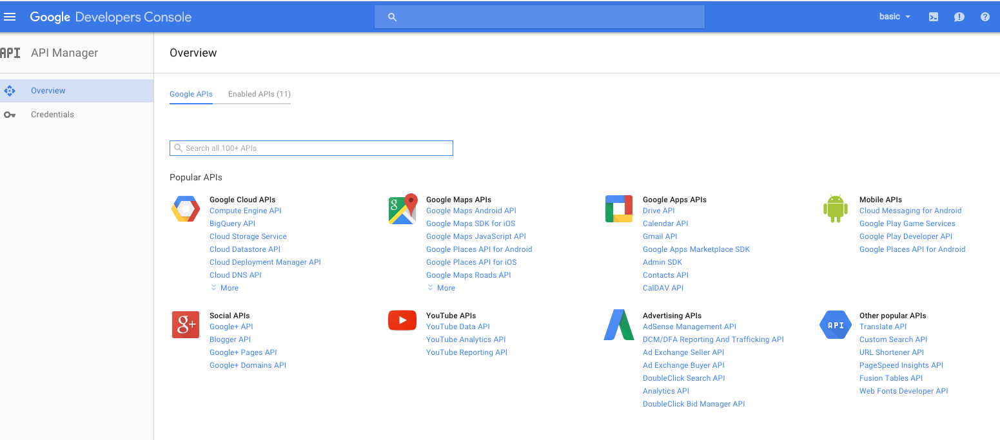 Google Developers Console
basic
API API Manager
Overview
Overview
Credentials
Google APIs
Enabled APIs (11)
Search all 100+ APIs
Popular APIs
Google Cloud APIs
Compute Engine API
BigQuery API
Cloud Storage Service
Cloud Datastore API
Cloud Deployment Manager API
Cloud DNS API
More
Google Maps APIs
Google Maps Android API
Google Maps SDK for iOS
Google Maps JavaScript API
Google Places API for Android
Google Places API for iOS
Google Maps Roads API
More
Google Apps APIs
Drive API
Calendar API
Gmail API
Google Apps Marketplace SDK
Admin SDK
Contacts API
CalDAV API
Mobile APIs
Cloud Messaging for Android
Google Play Game Services
Google Play Developer API
Google Places API for Android
g+
Social APIs
Google+ API
Blogger API
Google+ Pages API
Google+ Domains API
YouTube APIs
YouTube Data API
YouTube Analytics API
YouTube Reporting API
Advertising APIs
AdSense Management API
DCM/DFA Reporting And Trafficking API
Ad Exchange Seller API
Ad Exchange Buyer API
DoubleClick Search API
Analytics API
DoubleClick Bid Manager API
API
Other popular APIs
Translate API
Custom Search API
URL Shortener API
PageSpeed Insights API
Fusion Tables API
Web Fonts Developer API